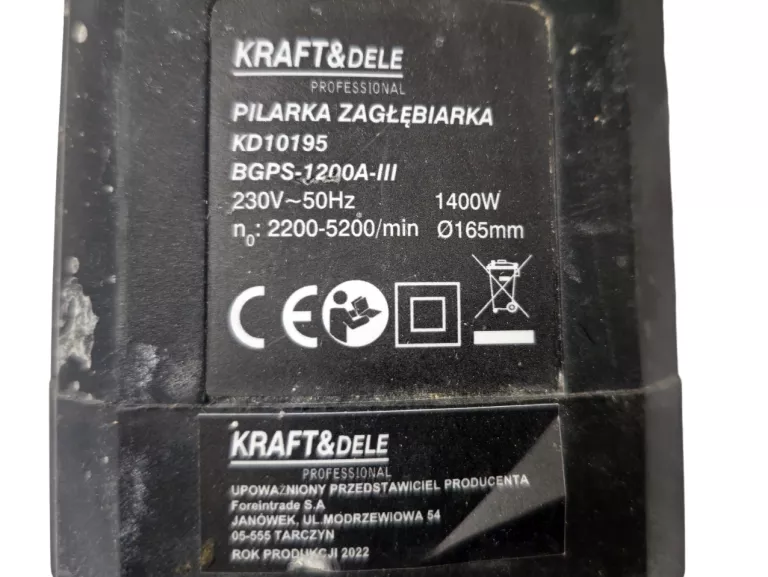 KRAFT&DELE
PROFESSIONAL
PILARKA ZAGŁĘBIARKA
KD10195
BGPS-1200A-III
230V~50Hz 1400W
n₀: 2200-5200/min Ø165mm
CE
KRAFT&DELE
PROFESSIONAL
UPOWAŻNIONY PRZEDSTAWICIEL PRODUCENTA
Foreintrade S.A
JANÓWEK, UL.MODRZEWIOWA 54
05-555 TARCZYN
ROK PRODUKCJI 2022